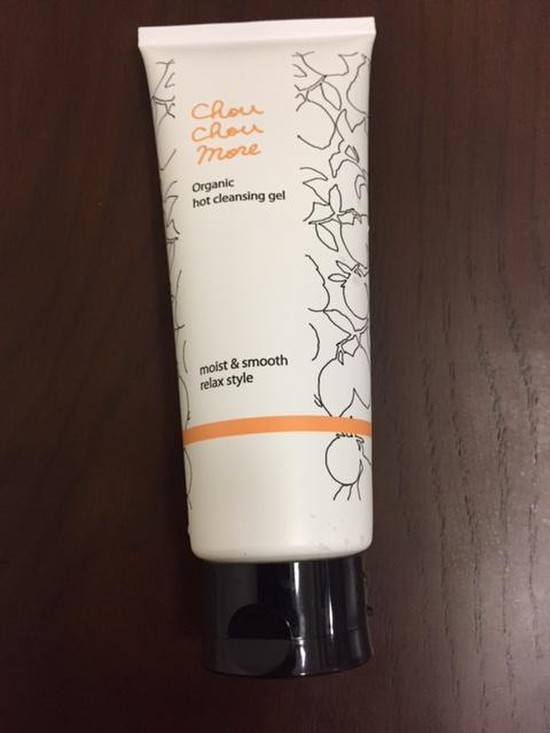 Chou
Chou
More
Organic
hot cleansing gel
moist & smooth
relax style